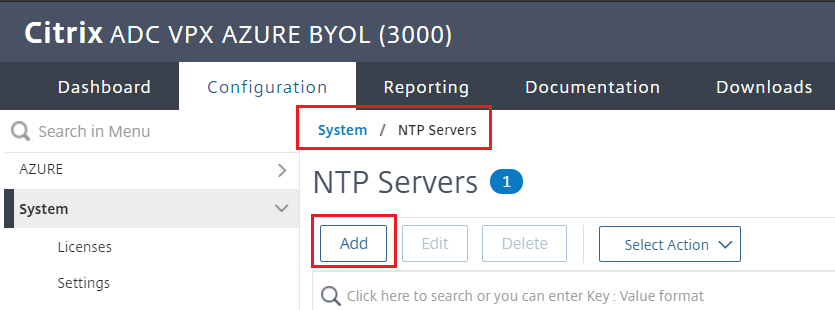 Citrix ADC VPX AZURE BYOL (3000)
Dashboard Configuration Reporting Documentation Downloads
Search in Menu
AZURE
System
Licenses
Settings
System / NTP Servers
NTP Servers 1
Add Edit Delete Select Action
Click here to search or you can enter Key : Value format